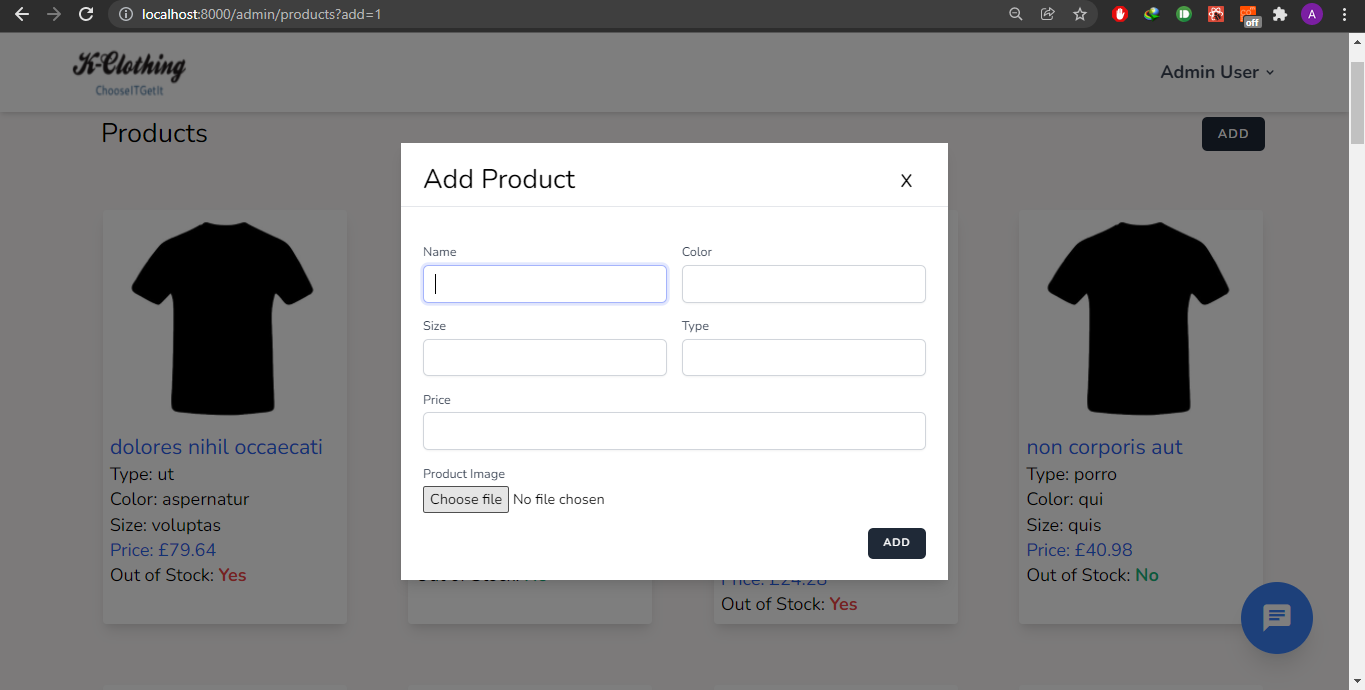 localhost:8000/admin/products?add=1
off
A
K-Clothing
ChooseITGetIt
Admin User
Products
ADD
Add Product
X
Name
Color
Size
Type
Price
Product Image
Choose file No file chosen
ADD
dolores nihil occaecati
Type: ut
Color: aspernatur
Size: voluptas
Price: £79.64
Out of Stock: Yes
Out of Stock: No
Price: £24.28
Out of Stock: Yes
non corporis aut
Type: porro
Color: qui
Size: quis
Price: £40.98
Out of Stock: No